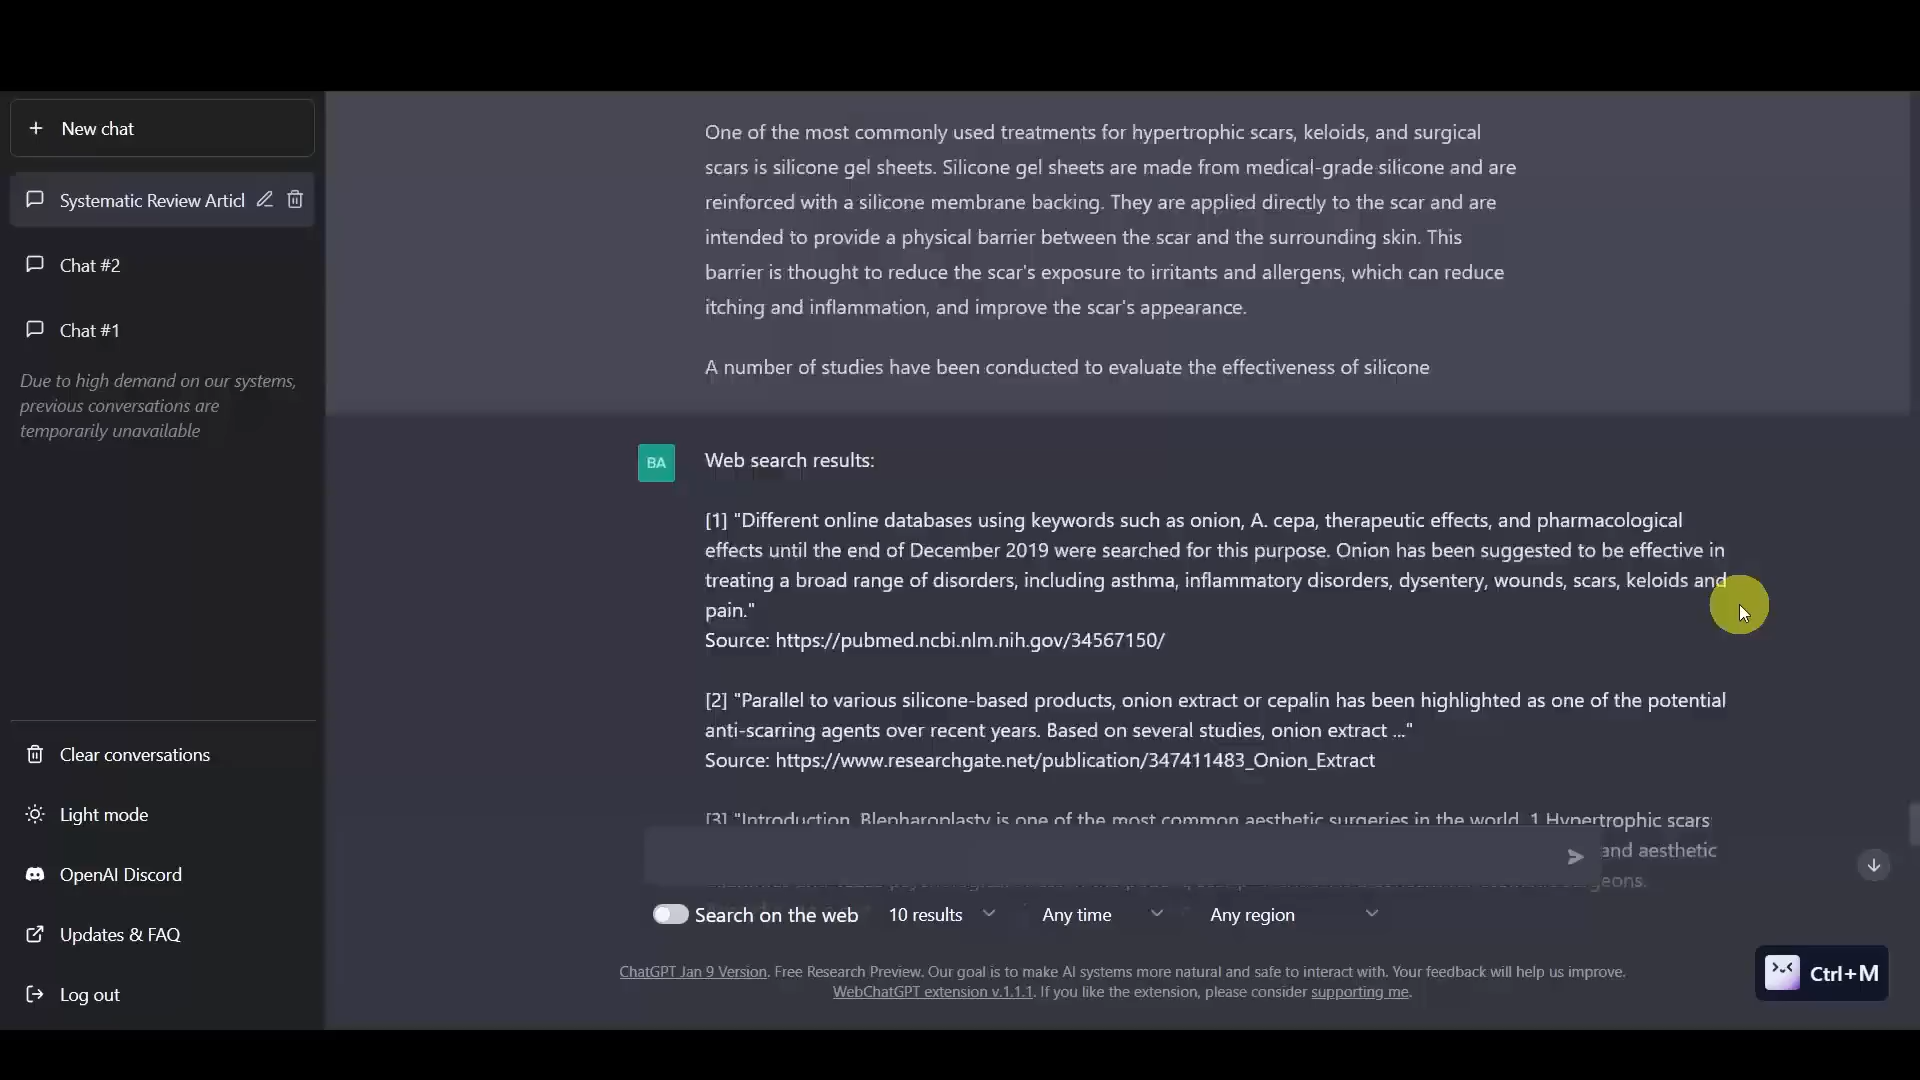 New chat
Systematic Review Articl
Chat #2
Chat #1
Due to high demand on our systems,
previous conversations are
temporarily unavailable
Clear conversations
Light mode
OpenAI Discord
Updates & FAQ
Log out
One of the most commonly used treatments for hypertrophic scars, keloids, and surgical
scars is silicone gel sheets. Silicone gel sheets are made from medical-grade silicone and are
reinforced with a silicone membrane backing. They are applied directly to the scar and are
intended to provide a physical barrier between the scar and the surrounding skin. This
barrier is thought to reduce the scar's exposure to irritants and allergens, which can reduce
itching and inflammation, and improve the scar's appearance.
A number of studies have been conducted to evaluate the effectiveness of silicone
BA
Web search results:
[1] "Different online databases using keywords such as onion, A. cepa, therapeutic effects, and pharmacological
effects until the end of December 2019 were searched for this purpose. Onion has been suggested to be effective in
treating a broad range of disorders, including asthma, inflammatory disorders, dysentery, wounds, scars, keloids and
pain."
Source: https://pubmed.ncbi.nlm.nih.gov/34567150/
[2] "Parallel to various silicone-based products, onion extract or cepalin has been highlighted as one of the potential
anti-scarring agents over recent years. Based on several studies, onion extract ..."
Source: https://www.researchgate.net/publication/347411483_Onion_Extract
[3] "Introduction. Blepharoplasty is one of the most common aesthetic surgeries in the world. 1 Hypertrophic scars
and aesthetic
Search on the web
10 results
Any time
Any region
ChatGPT Jan 9 Version. Free Research Preview. Our goal is to make AI systems more natural and safe to interact with. Your feedback will help us improve.
WebChatGPT extension v.1.1.1. If you like the extension, please consider supporting me.
Ctrl+M